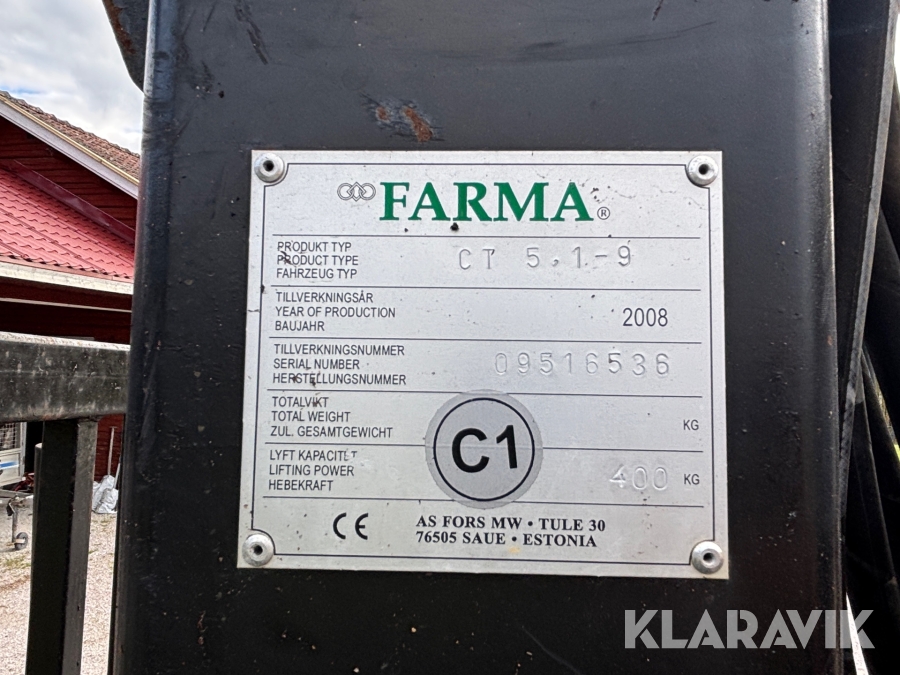 FARMA®
PRODUKT TYP
PRODUCT TYPE
FAHRZEUG TYP
CT 5.1-9
TILLVERKNINGSÅR
YEAR OF PRODUCTION
BAUJAHR
2008
TILLVERKNINGSNUMMER
SERIAL NUMBER
HERSTELLUNGSNUMMER
09516536
TOTALVIKT
TOTAL WEIGHT
ZUL. GESAMTGEWICHT
KG
LYFT KAPACITET
LIFTING POWER
HEBEKRAFT
C1
400 KG
CE
AS FORS MW • TULE 30
76505 SAUE • ESTONIA
KLARAVIK